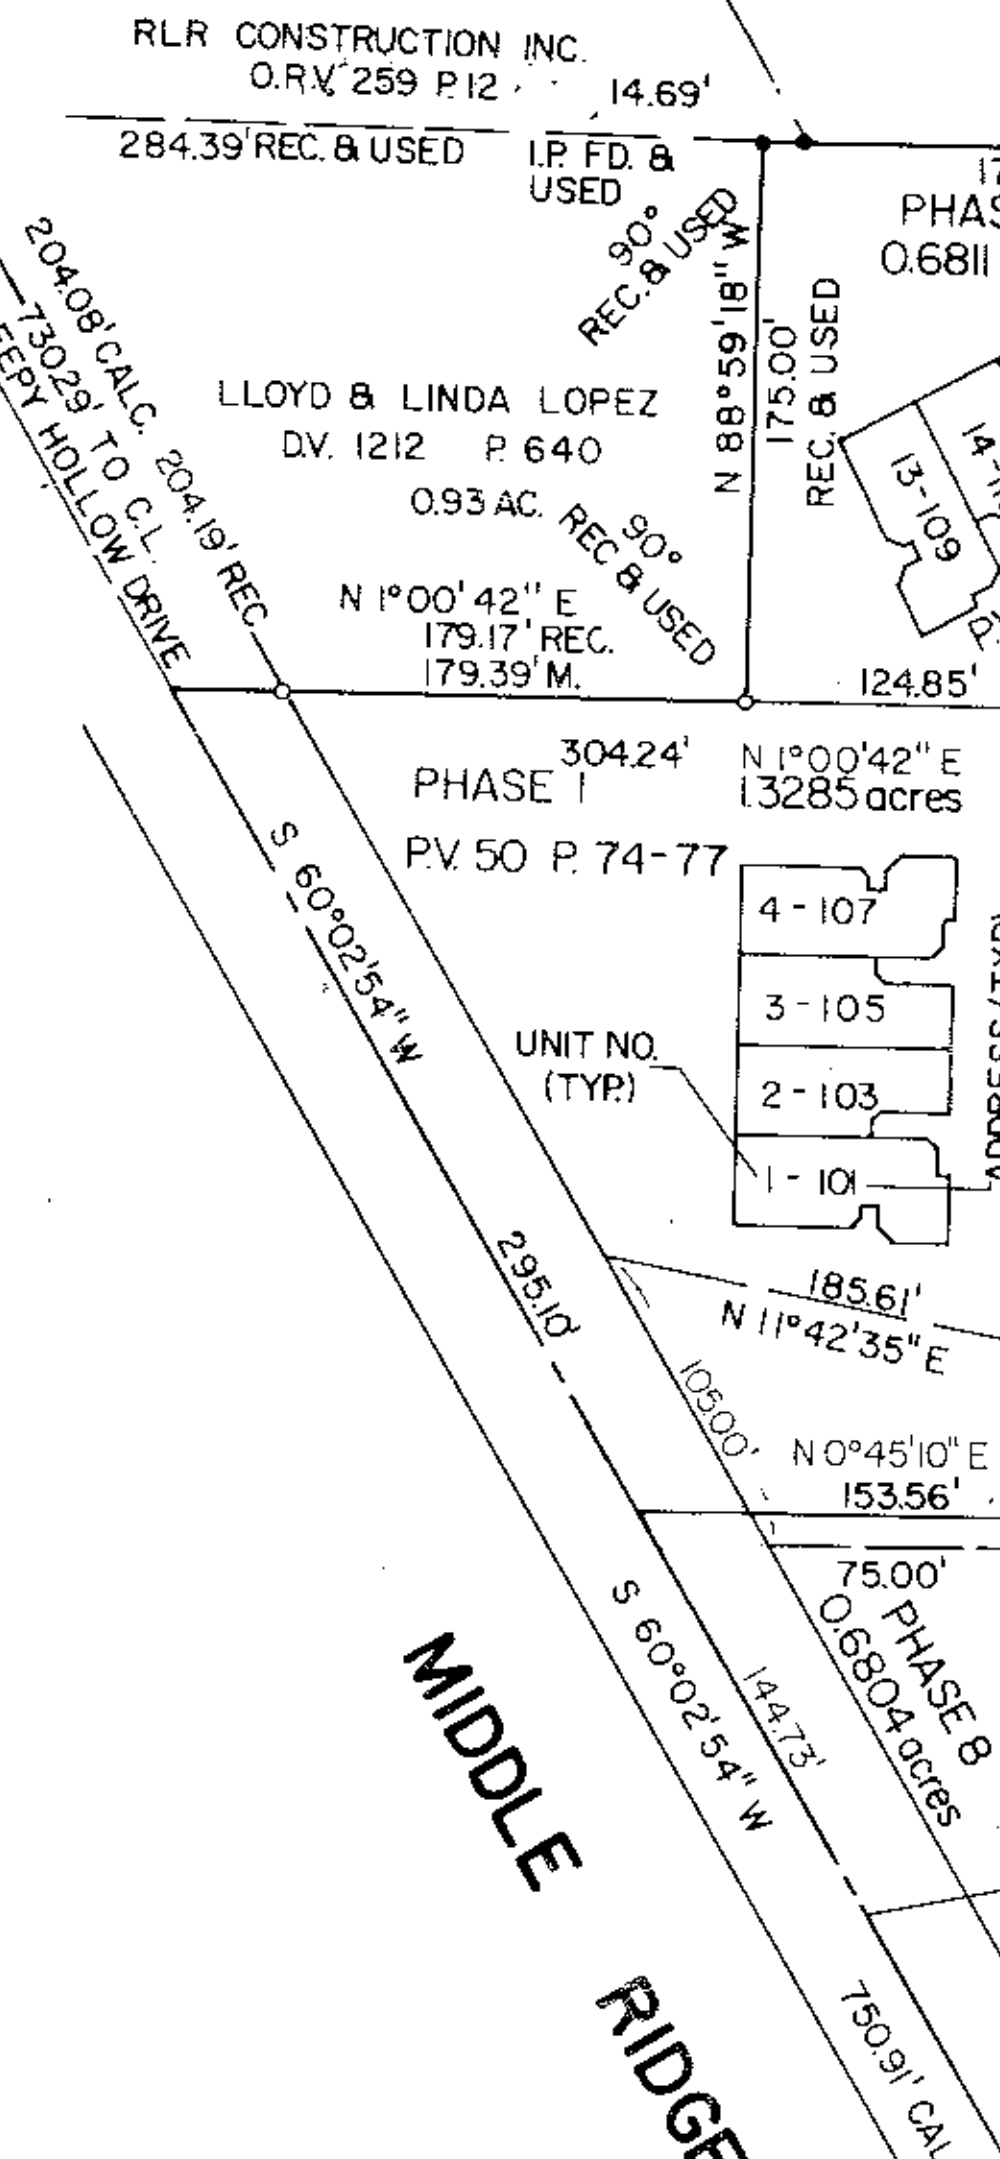 RLR CONSTRUCTION INC.
O.R.V. 259 P. 12
14.69'
284.39' REC. & USED
I.P. FD. &
USED
90°
REC. & USED
N 88°59'18" W
175.00'
REC. & USED
0.6811
204.08' CALC. 204.19' REC
730.29' TO C.L.
HOLLOW DRIVE
LLOYD & LINDA LOPEZ
D.V. 1212 P. 640
0.93 AC.
90°
REC & USED
13-109
N 1°00'42" E
179.17' REC.
179.39' M.
124.85'
304.24'
N 1°00'42" E
PHASE 1
1.3285 acres
P.V. 50 P. 74-77
S 60°02'54" W
4-107
3-105
UNIT NO.
(TYP.)
2-103
1-101
295.10'
185.61'
N 11°42'35" E
105.00'
N 0°45'10" E
153.56'
75.00'
PHASE 8
0.6804 acres
S 60°02'54" W
144.73'
MIDDLE
RIDGE
750.91'